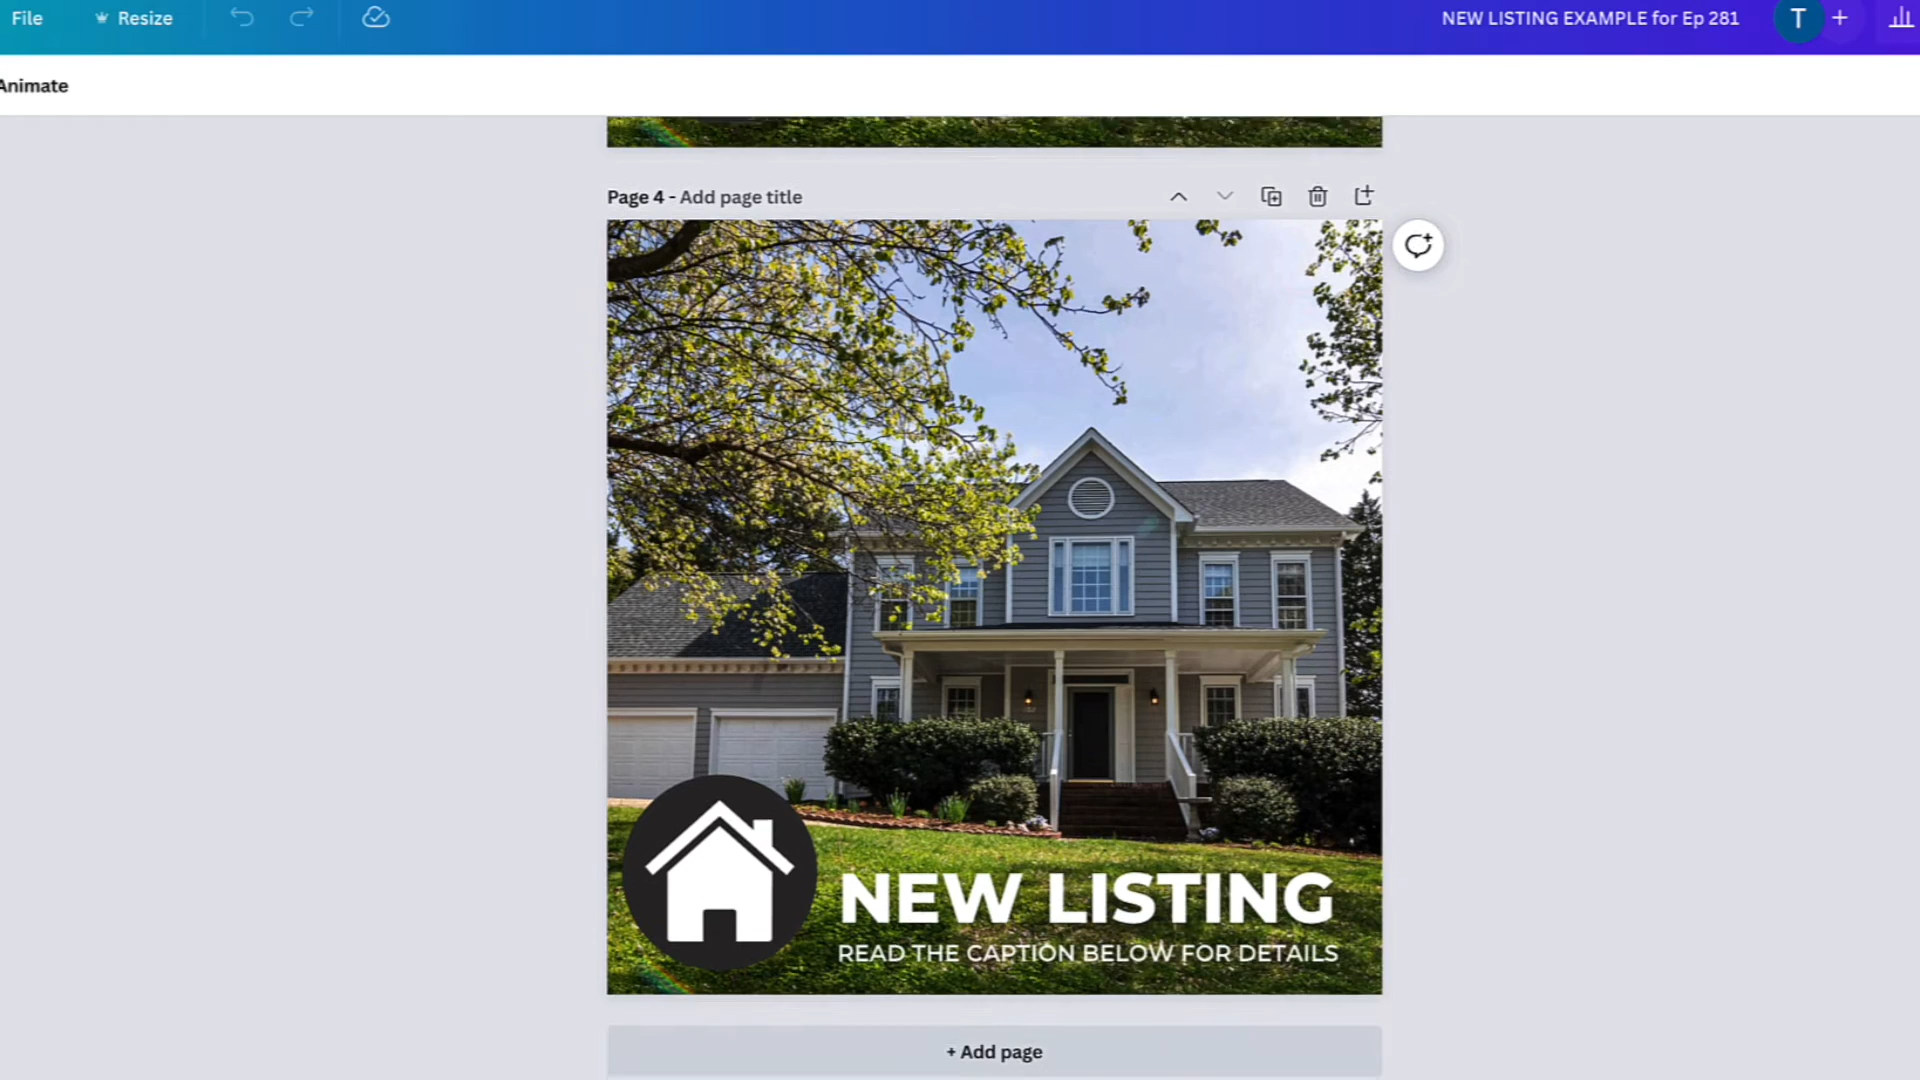 File
Resize
NEW LISTING EXAMPLE for Ep 281
T
+
Animate
Page 4 - Add page title
NEW LISTING
READ THE CAPTION BELOW FOR DETAILS
+ Add page